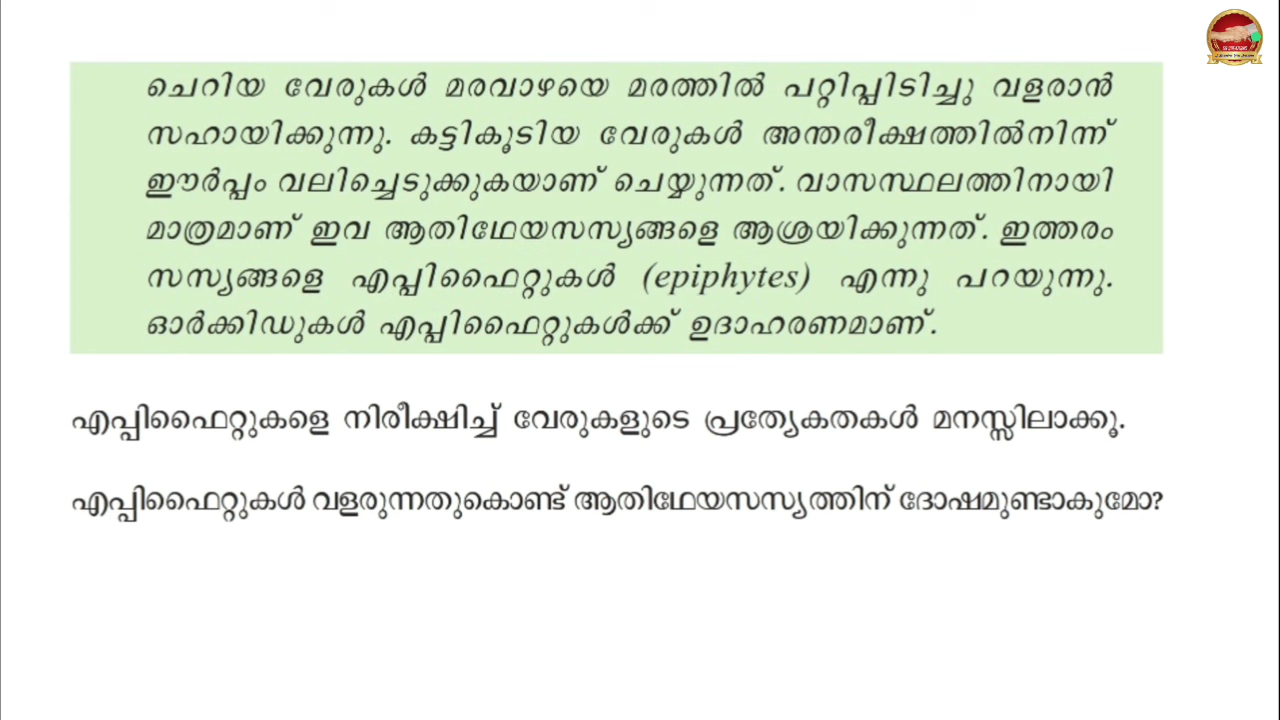 ചെറിയ വേരുകൾ മരവാഴയെ മരത്തിൽ പറ്റിപ്പിടിച്ചു വളരാൻ
സഹായിക്കുന്നു. കട്ടികൂടിയ വേരുകൾ അന്തരീക്ഷത്തിൽനിന്ന്
ഈർപ്പം വലിച്ചെടുക്കുകയാണ് ചെയ്യുന്നത്. വാസസ്ഥലത്തിനായി
മാത്രമാണ് ഇവ ആതിഥേയസസ്യങ്ങളെ ആശ്രയിക്കുന്നത്. ഇത്തരം
സസ്യങ്ങളെ എപ്പിഫൈറ്റുകൾ (epiphytes) എന്നു പറയുന്നു.
ഓർക്കിഡുകൾ എപ്പിഫൈറ്റുകൾക്ക് ഉദാഹരണമാണ്.
എപ്പിഫൈറ്റുകളെ നിരീക്ഷിച്ച് വേരുകളുടെ പ്രത്യേകതകൾ മനസ്സിലാക്കൂ.
എപ്പിഫൈറ്റുകൾ വളരുന്നതുകൊണ്ട് ആതിഥേയസസ്യത്തിന് ദോഷമുണ്ടാകുമോ?